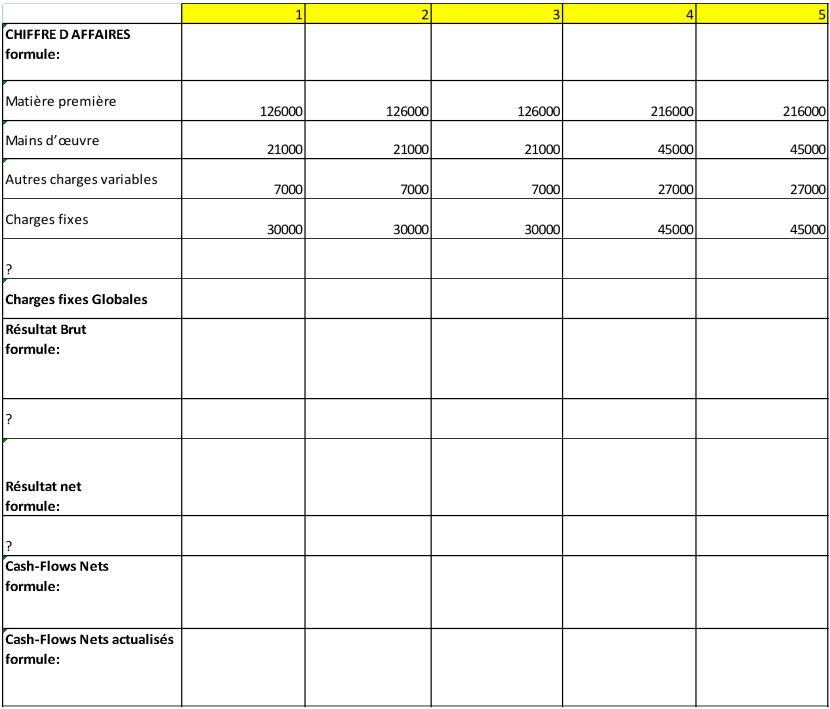 1 2 3 4 5
CHIFFRE D AFFAIRES
formule:
Matière première 126000 126000 126000 216000 216000
Mains d’œuvre 21000 21000 21000 45000 45000
Autres charges variables 7000 7000 7000 27000 27000
Charges fixes 30000 30000 30000 45000 45000
?
Charges fixes Globales
Résultat Brut
formule:
?
Résultat net
formule:
?
Cash-Flows Nets
formule:
Cash-Flows Nets actualisés
formule: